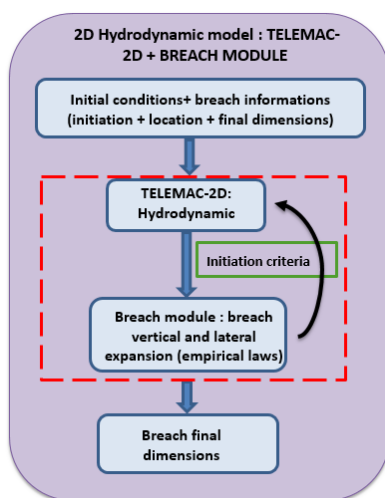 2D Hydrodynamic model : TELEMAC-
2D + BREACH MODULE
Initial conditions+ breach informations
(initiation + location + final dimensions)
TELEMAC-2D:
Hydrodynamic
Initiation criteria
Breach module : breach
vertical and lateral
expansion (empirical laws)
Breach final
dimensions